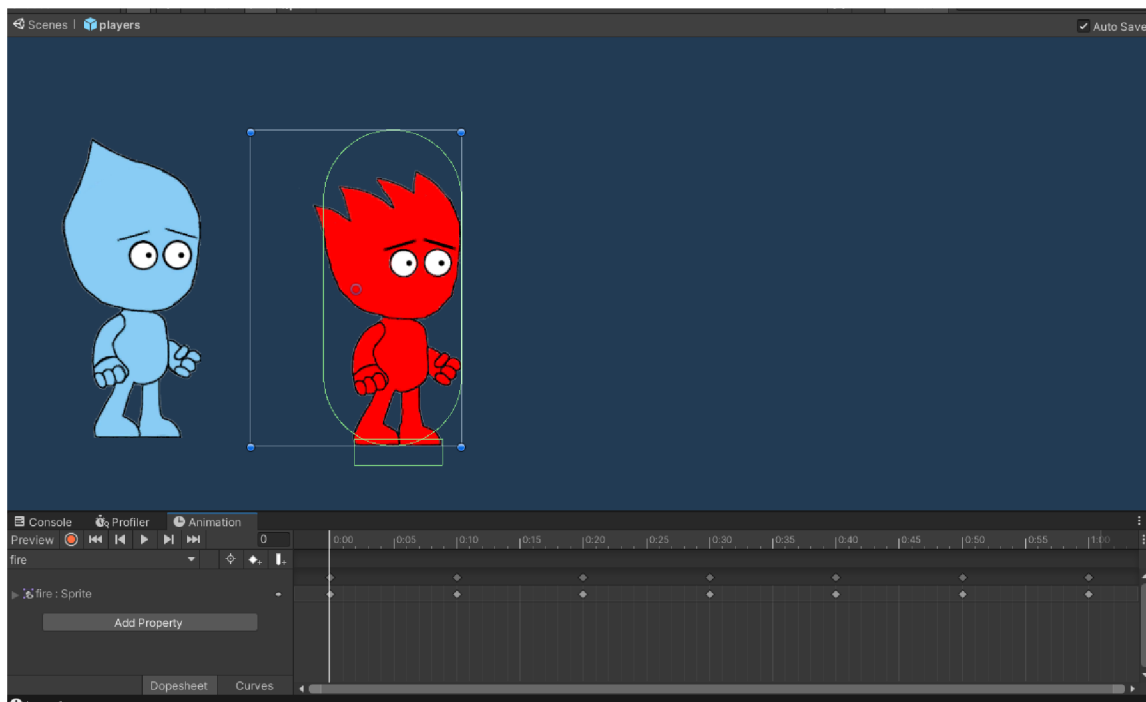 Scenes | players
Auto Save
Console Profiler Animation
Preview 0 0:00 0:05 0:10 0:15 0:20 0:25 0:30 0:35 0:40 0:45 0:50 0:55 1:00
fire
fire : Sprite
Add Property
Dopesheet Curves